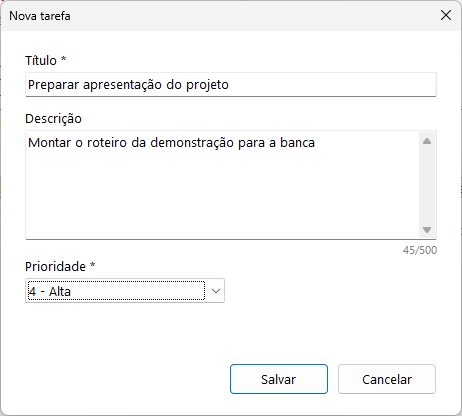 Nova tarefa
Título *
Preparar apresentação do projeto
Descrição
Montar o roteiro da demonstração para a banca
45/500
Prioridade *
4 - Alta
Salvar
Cancelar